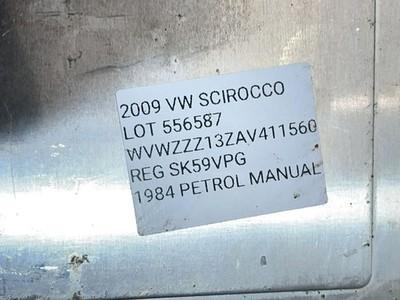 2009 VW SCIROCCO
LOT 556587
WVWZZZ13ZAV411560
REG SK59VPG
1984 PETROL MANUAL